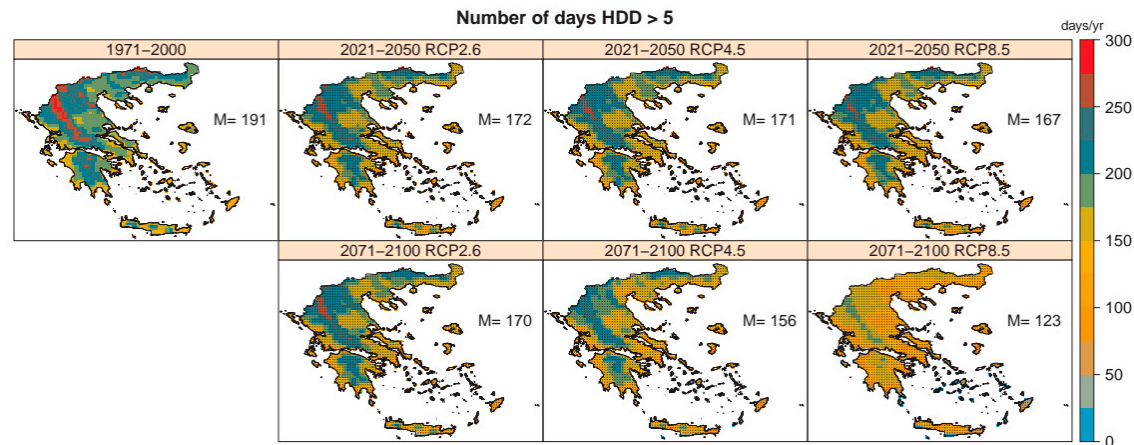 Number of days HDD > 5
days/yr
1971−2000
2021−2050 RCP2.6
2021−2050 RCP4.5
2021−2050 RCP8.5
M= 191
M= 172
M= 171
M= 167
2071−2100 RCP2.6
2071−2100 RCP4.5
2071−2100 RCP8.5
M= 170
M= 156
M= 123
300
250
200
150
100
50
0